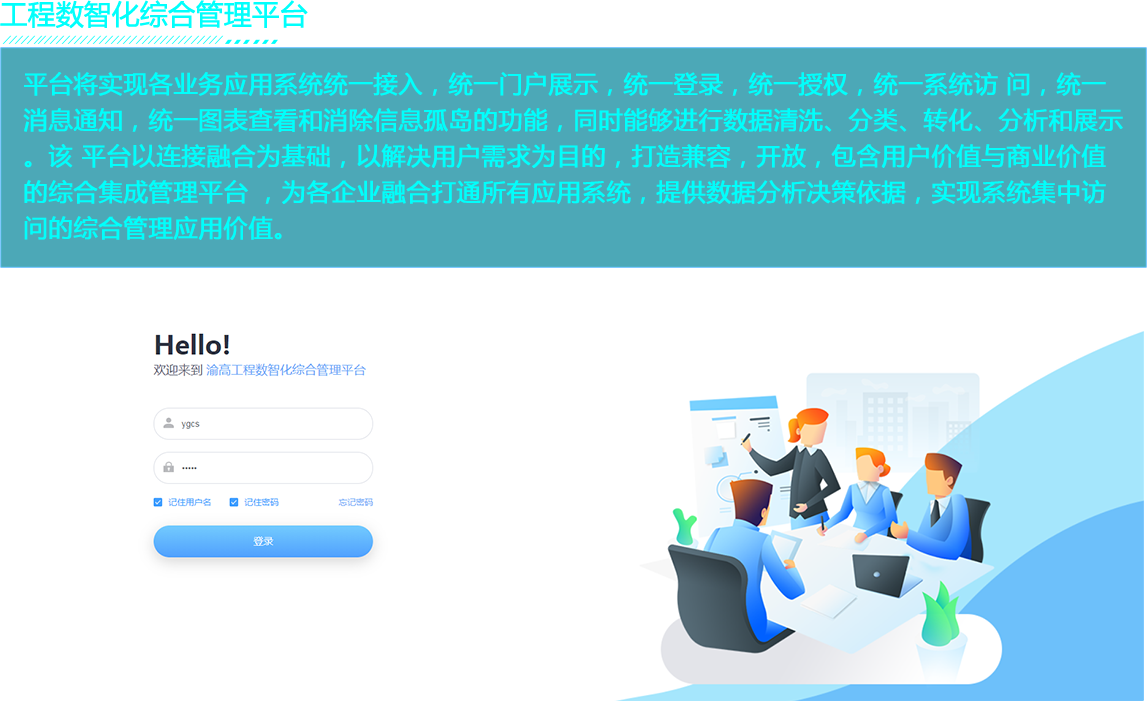 工程数智化综合管理平台
平台将实现各业务应用系统统一接入，统一门户展示，统一登录，统一授权，统一系统访 问，统一
消息通知，统一图表查看和消除信息孤岛的功能，同时能够进行数据清洗、分类、转化、分析和展示
。该 平台以连接融合为基础，以解决用户需求为目的，打造兼容，开放，包含用户价值与商业价值
的综合集成管理平台 ，为各企业融合打通所有应用系统，提供数据分析决策依据，实现系统集中访
问的综合管理应用价值。
Hello!
欢迎来到 渝高工程数智化综合管理平台
ygcs
•••••
记住用户名 记住密码 忘记密码
登录